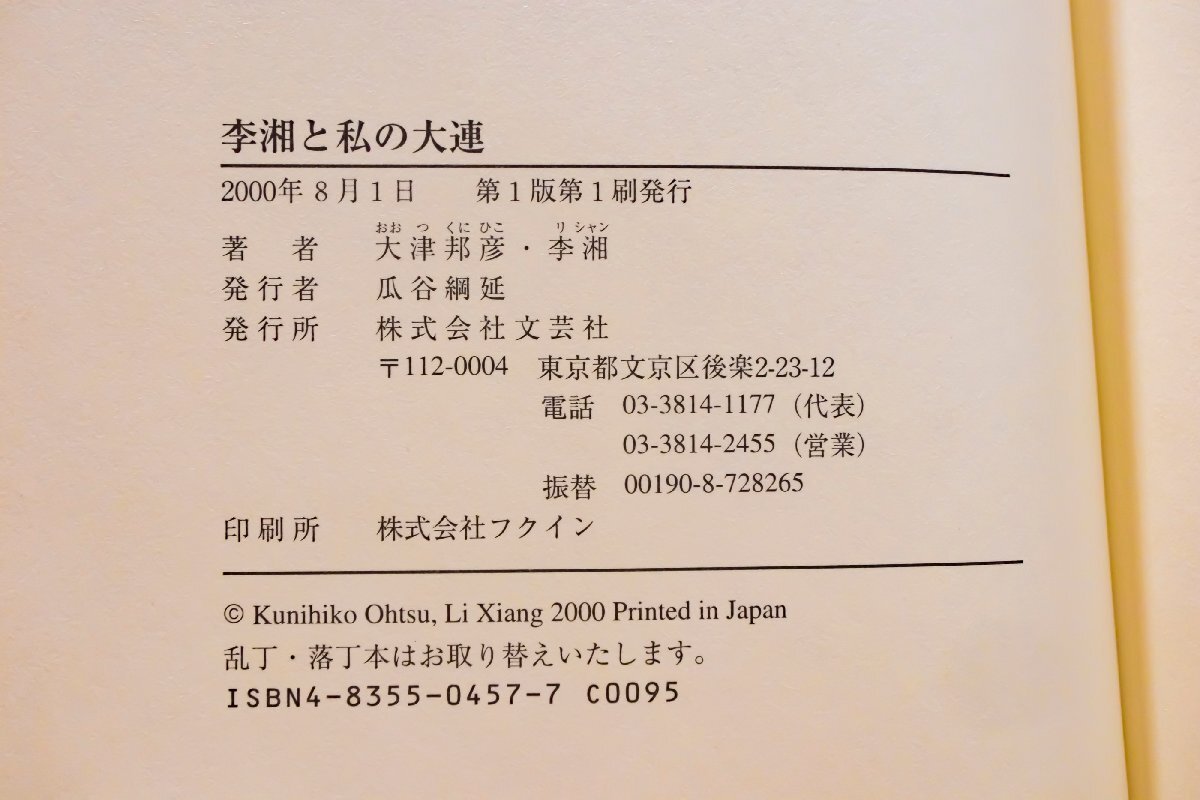 李湘と私の大連
2000年8月1日　第1版第1刷発行
おおつくにひこ　リシャン
著者　大津邦彦・李湘
発行者　瓜谷綱延
発行所　株式会社文芸社
〒112-0004　東京都文京区後楽2-23-12
電話　03-3814-1177（代表）
03-3814-2455（営業）
振替　00190-8-728265
印刷所　株式会社フクイン
© Kunihiko Ohtsu, Li Xiang 2000 Printed in Japan
乱丁・落丁本はお取り替えいたします。
ISBN4-8355-0457-7 C0095